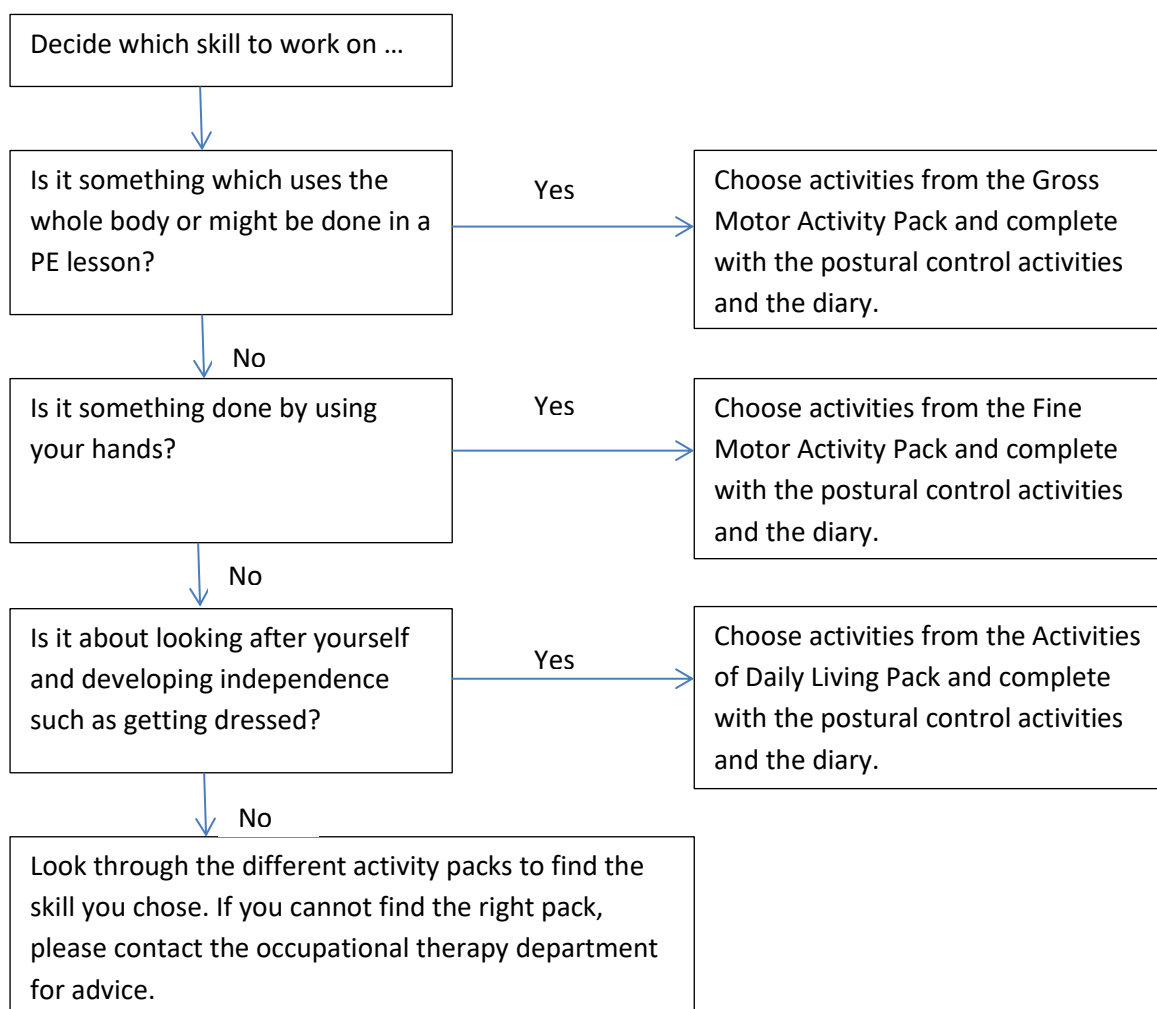 Decide which skill to work on …
Is it something which uses the
whole body or might be done in a
PE lesson?
Yes
Choose activities from the Gross
Motor Activity Pack and complete
with the postural control activities
and the diary.
No
Is it something done by using
your hands?
Yes
Choose activities from the Fine
Motor Activity Pack and complete
with the postural control activities
and the diary.
No
Is it about looking after yourself
and developing independence
such as getting dressed?
Yes
Choose activities from the Activities
of Daily Living Pack and complete
with the postural control activities
and the diary.
No
Look through the different activity packs to find the
skill you chose. If you cannot find the right pack,
please contact the occupational therapy department
for advice.